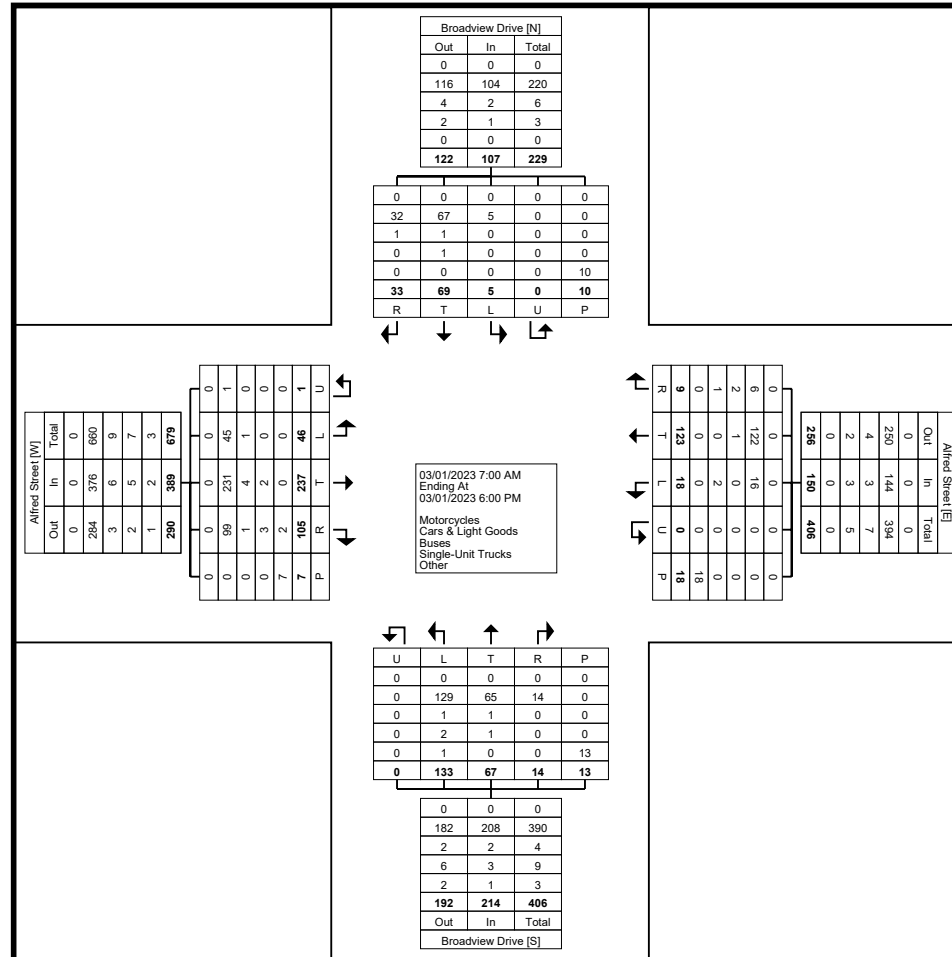 Broadview Drive [N]
Out In Total
0 0 0
116 104 220
4 2 6
2 1 3
0 0 0
122 107 229
0 0 0 0 0
32 67 5 0 0
1 1 0 0 0
0 1 0 0 0
0 0 0 0 10
33 69 5 0 10
R T L U P
Alfred Street [W]
Out In Total
0 0 0
284 376 660
3 6 9
2 5 7
1 2 3
290 389 679
0 0 0 0 0
0 99 231 45 1
0 1 4 1 0
0 3 2 0 0
7 2 0 0 0
7 105 237 46 1
P R T L U
03/01/2023 7:00 AM
Ending At
03/01/2023 6:00 PM
Motorcycles
Cars & Light Goods
Buses
Single-Unit Trucks
Other
Alfred Street [E]
Out In Total
0 0 0
250 144 394
4 3 7
2 3 5
0 0 0
256 150 406
0 0 0 0 0
6 122 16 0 0
2 1 0 0 0
1 0 2 0 0
0 0 0 0 18
9 123 18 0 18
R T L U P
U L T R P
0 0 0 0 0
0 129 65 14 0
0 1 1 0 0
0 2 1 0 0
0 1 0 0 13
0 133 67 14 13
0 0 0
182 208 390
2 2 4
6 3 9
2 1 3
192 214 406
Out In Total
Broadview Drive [S]